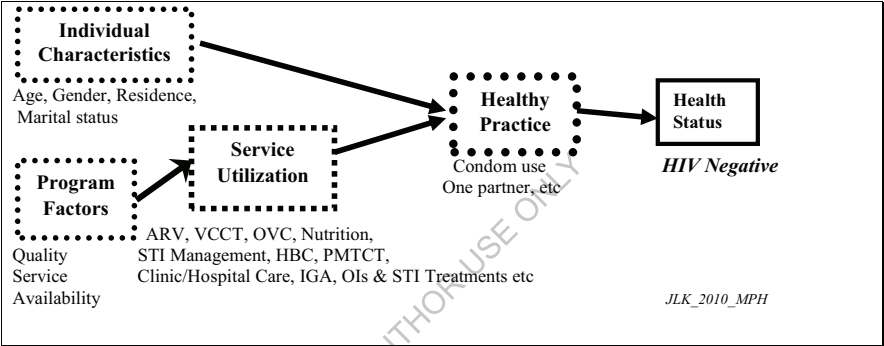 Individual
Characteristics
Age, Gender, Residence,
Marital status
Program
Factors
Quality
Service
Availability
Service
Utilization
ARV, VCCT, OVC, Nutrition,
STI Management, HBC, PMTCT,
Clinic/Hospital Care, IGA, OIs & STI Treatments etc
Healthy
Practice
Condom use
One partner, etc
Health
Status
HIV Negative
JLK_2010_MPH
THOR USE ONLY